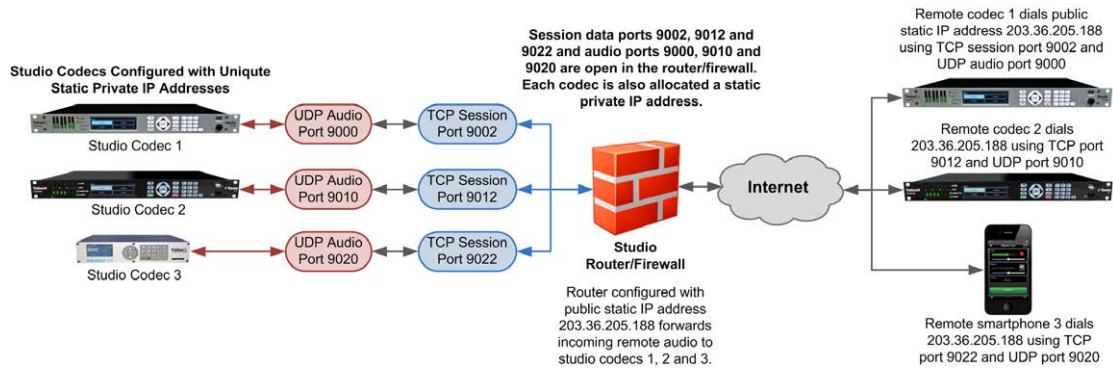 Studio Codecs Configured with Uniqute
Static Private IP Addresses
Studio Codec 1
Studio Codec 2
Studio Codec 3
UDP Audio
Port 9000
TCP Session
Port 9002
UDP Audio
Port 9010
TCP Session
Port 9012
UDP Audio
Port 9020
TCP Session
Port 9022
Session data ports 9002, 9012 and
9022 and audio ports 9000, 9010 and
9020 are open in the router/firewall.
Each codec is also allocated a static
private IP address.
Studio
Router/Firewall
Router configured with
public static IP address
203.36.205.188 forwards
incoming remote audio to
studio codecs 1, 2 and 3.
Internet
Remote codec 1 dials public
static IP address 203.36.205.188
using TCP session port 9002 and
UDP audio port 9000
Remote codec 2 dials
203.36.205.188 using TCP port
9012 and UDP port 9010
Remote smartphone 3 dials
203.36.205.188 using TCP
port 9022 and UDP port 9020